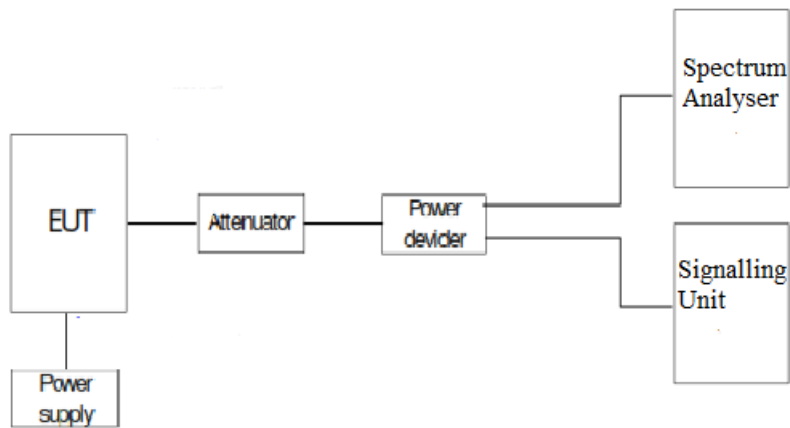 Spectrum
Analyser
EUT
Attenuator
Power
devider
Signalling
Unit
Power
supply